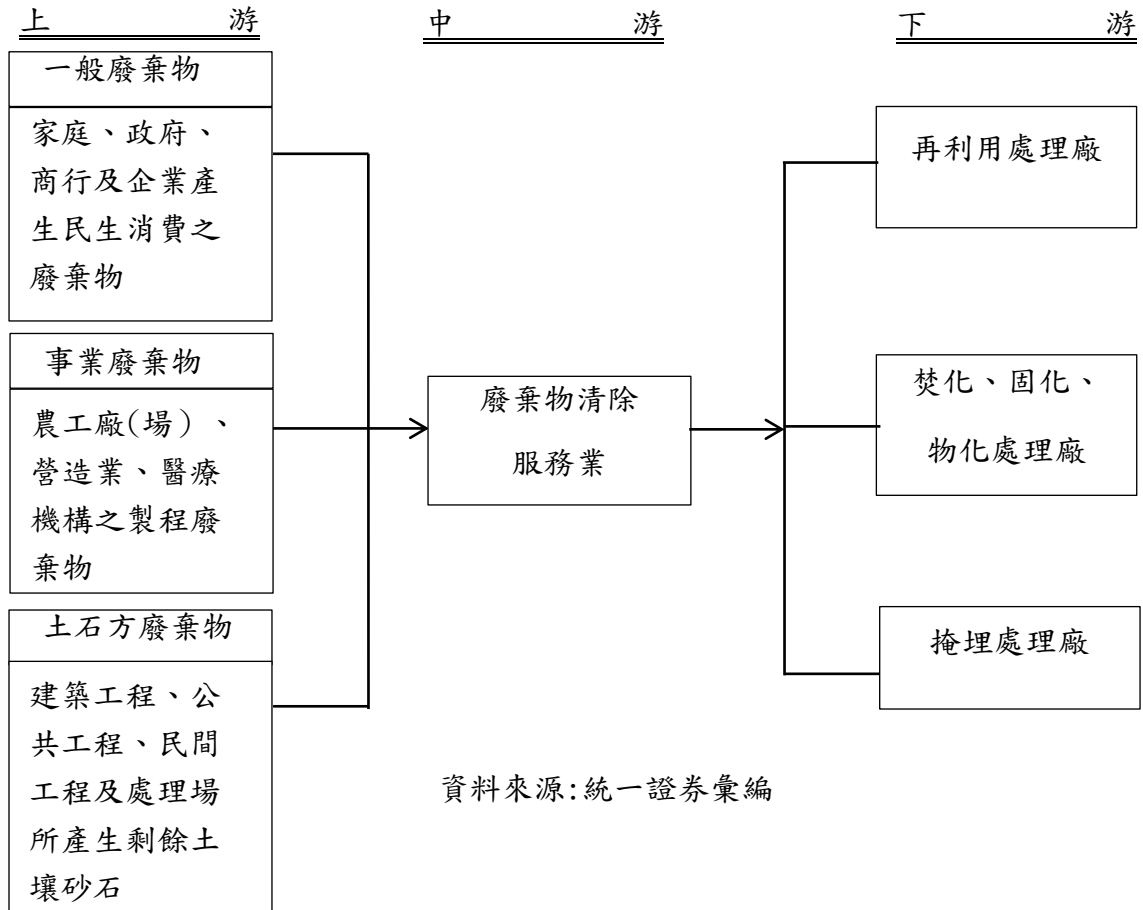 上 游
一般廢棄物
家庭、政府、
商行及企業產
生民生消費之
廢棄物
事業廢棄物
農工廠(場)、
營造業、醫療
機構之製程廢
棄物
土石方廢棄物
建築工程、公
共工程、民間
工程及處理場
所產生剩餘土
壤砂石
中 游
廢棄物清除
服務業
下 游
再利用處理廠
焚化、固化、
物化處理廠
掩埋處理廠
資料來源:統一證券彙編